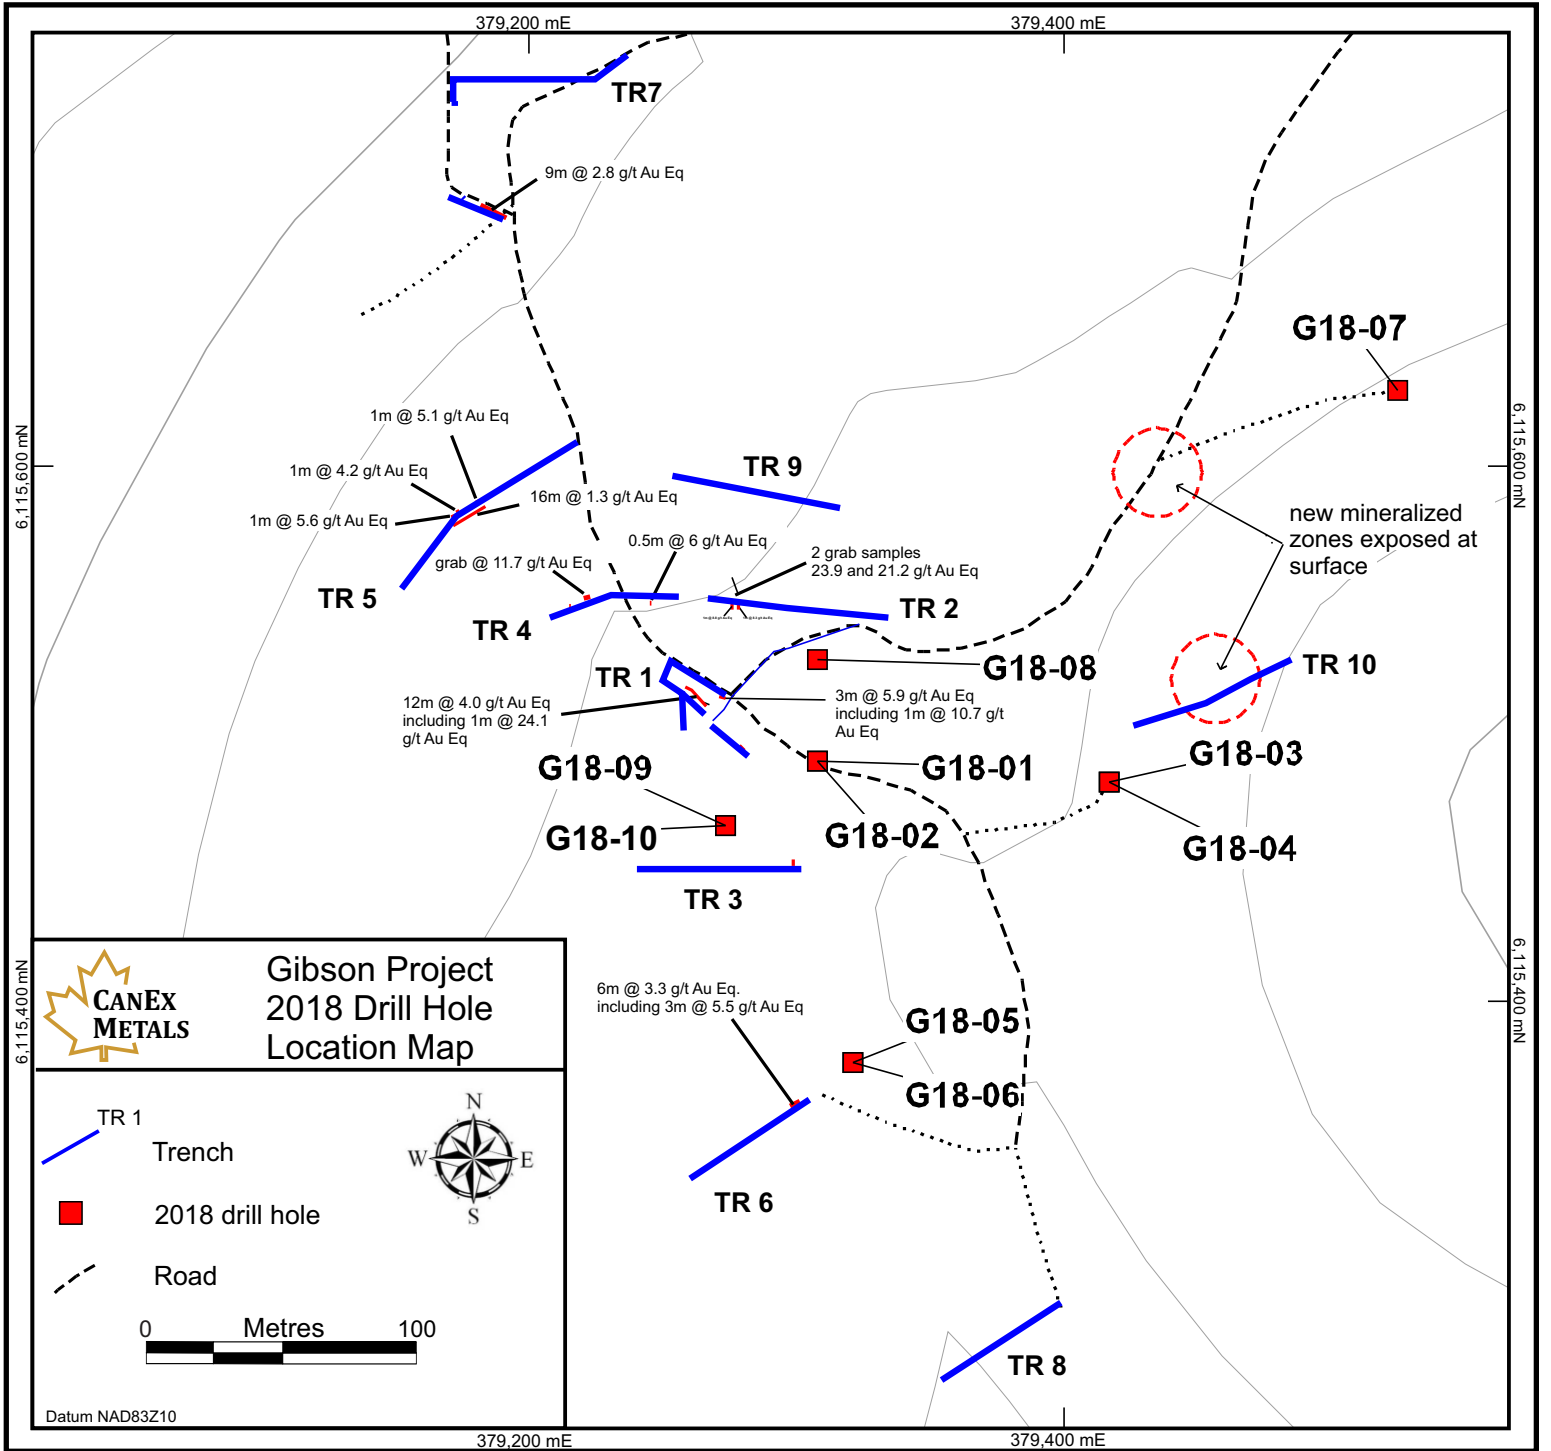 379,200 mE
379,400 mE
TR7
9m @ 2.8 g/t Au Eq
G18-07
1m @ 5.1 g/t Au Eq
6,115,600 mN
6,115,600 mN
1m @ 4.2 g/t Au Eq
TR 9
16m @ 1.3 g/t Au Eq
1m @ 5.6 g/t Au Eq
new mineralized
zones exposed at
surface
0.5m @ 6 g/t Au Eq
2 grab samples
23.9 and 21.2 g/t Au Eq
grab @ 11.7 g/t Au Eq
TR 5
TR 2
TR 4
TR 10
G18-08
TR 1
12m @ 4.0 g/t Au Eq
including 1m @ 24.1
g/t Au Eq
3m @ 5.9 g/t Au Eq
including 1m @ 10.7 g/t
Au Eq
G18-03
G18-09
G18-01
G18-10
G18-02
G18-04
TR 3
6,115,400 mN
6,115,400 mN
CANEX
METALS
Gibson Project
2018 Drill Hole
Location Map
6m @ 3.3 g/t Au Eq.
including 3m @ 5.5 g/t Au Eq
G18-05
G18-06
TR 6
TR 8
TR 1
Trench
2018 drill hole
Road
N
W
E
S
0 Metres 100
Datum NAD83Z10
379,200 mE
379,400 mE